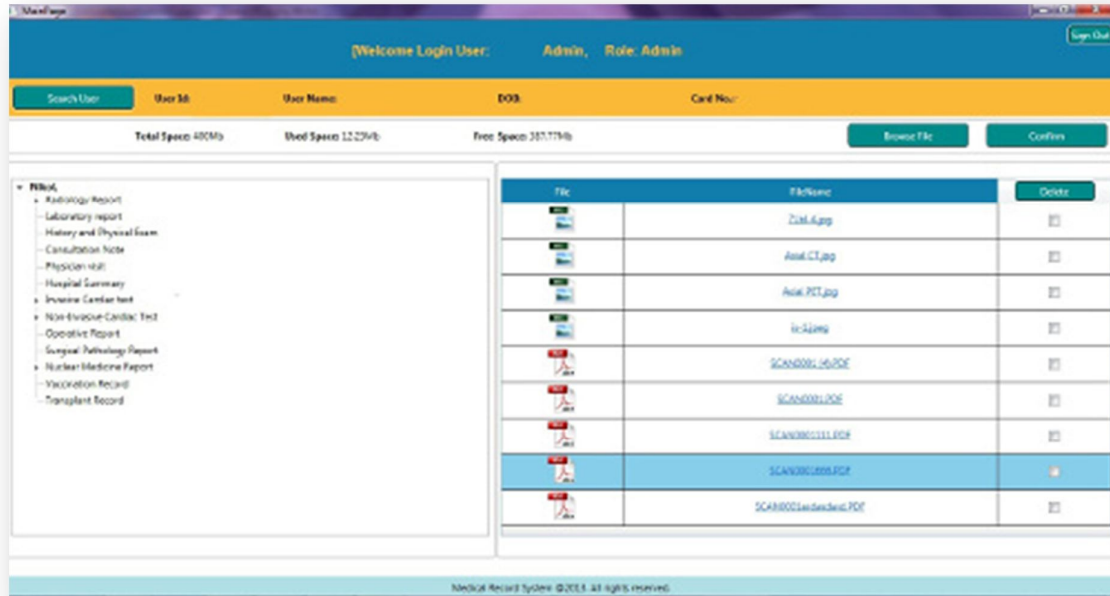 MainPage
Sign Out
[Welcome Login User: Admin, Role: Admin
Search User User Id: User Name: DOB: Card No.:
Total Space: 400Mb Used Space: 12.23Mb Free Space: 387.77Mb Browse File Confirm
Radiology Report
Laboratory report
History and Physical Exam
Consultation Note
Physician visit
Hospital Summary
Invasive Cardiac test
Non-Invasive Cardiac Test
Operative Report
Surgical Pathology Report
Nuclear Medicine Report
Vaccination Record
Transplant Record
File FileName Delete
Axial CT.jpg
Axial PET.jpg
SCAN0001.PDF
SCAN0001111.PDF
Medical Record System @2013. All rights reserved.